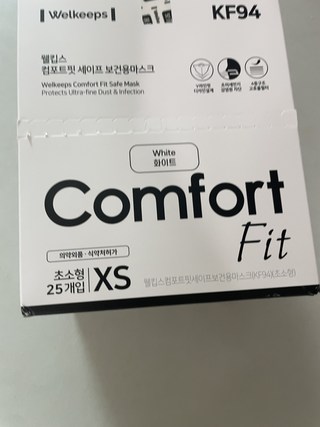 Welkeeps
KF94
웰킵스
컴포트핏 세이프 보건용마스크
Welkeeps Comfort Fit Safe Mask
Protects Ultra-fine Dust & Infection
White
화이트
Comfort
Fit
의약외품 · 식약처허가
초소형
25개입
XS
웰킵스컴포트핏세이프보건용마스크(KF94)(초소형)